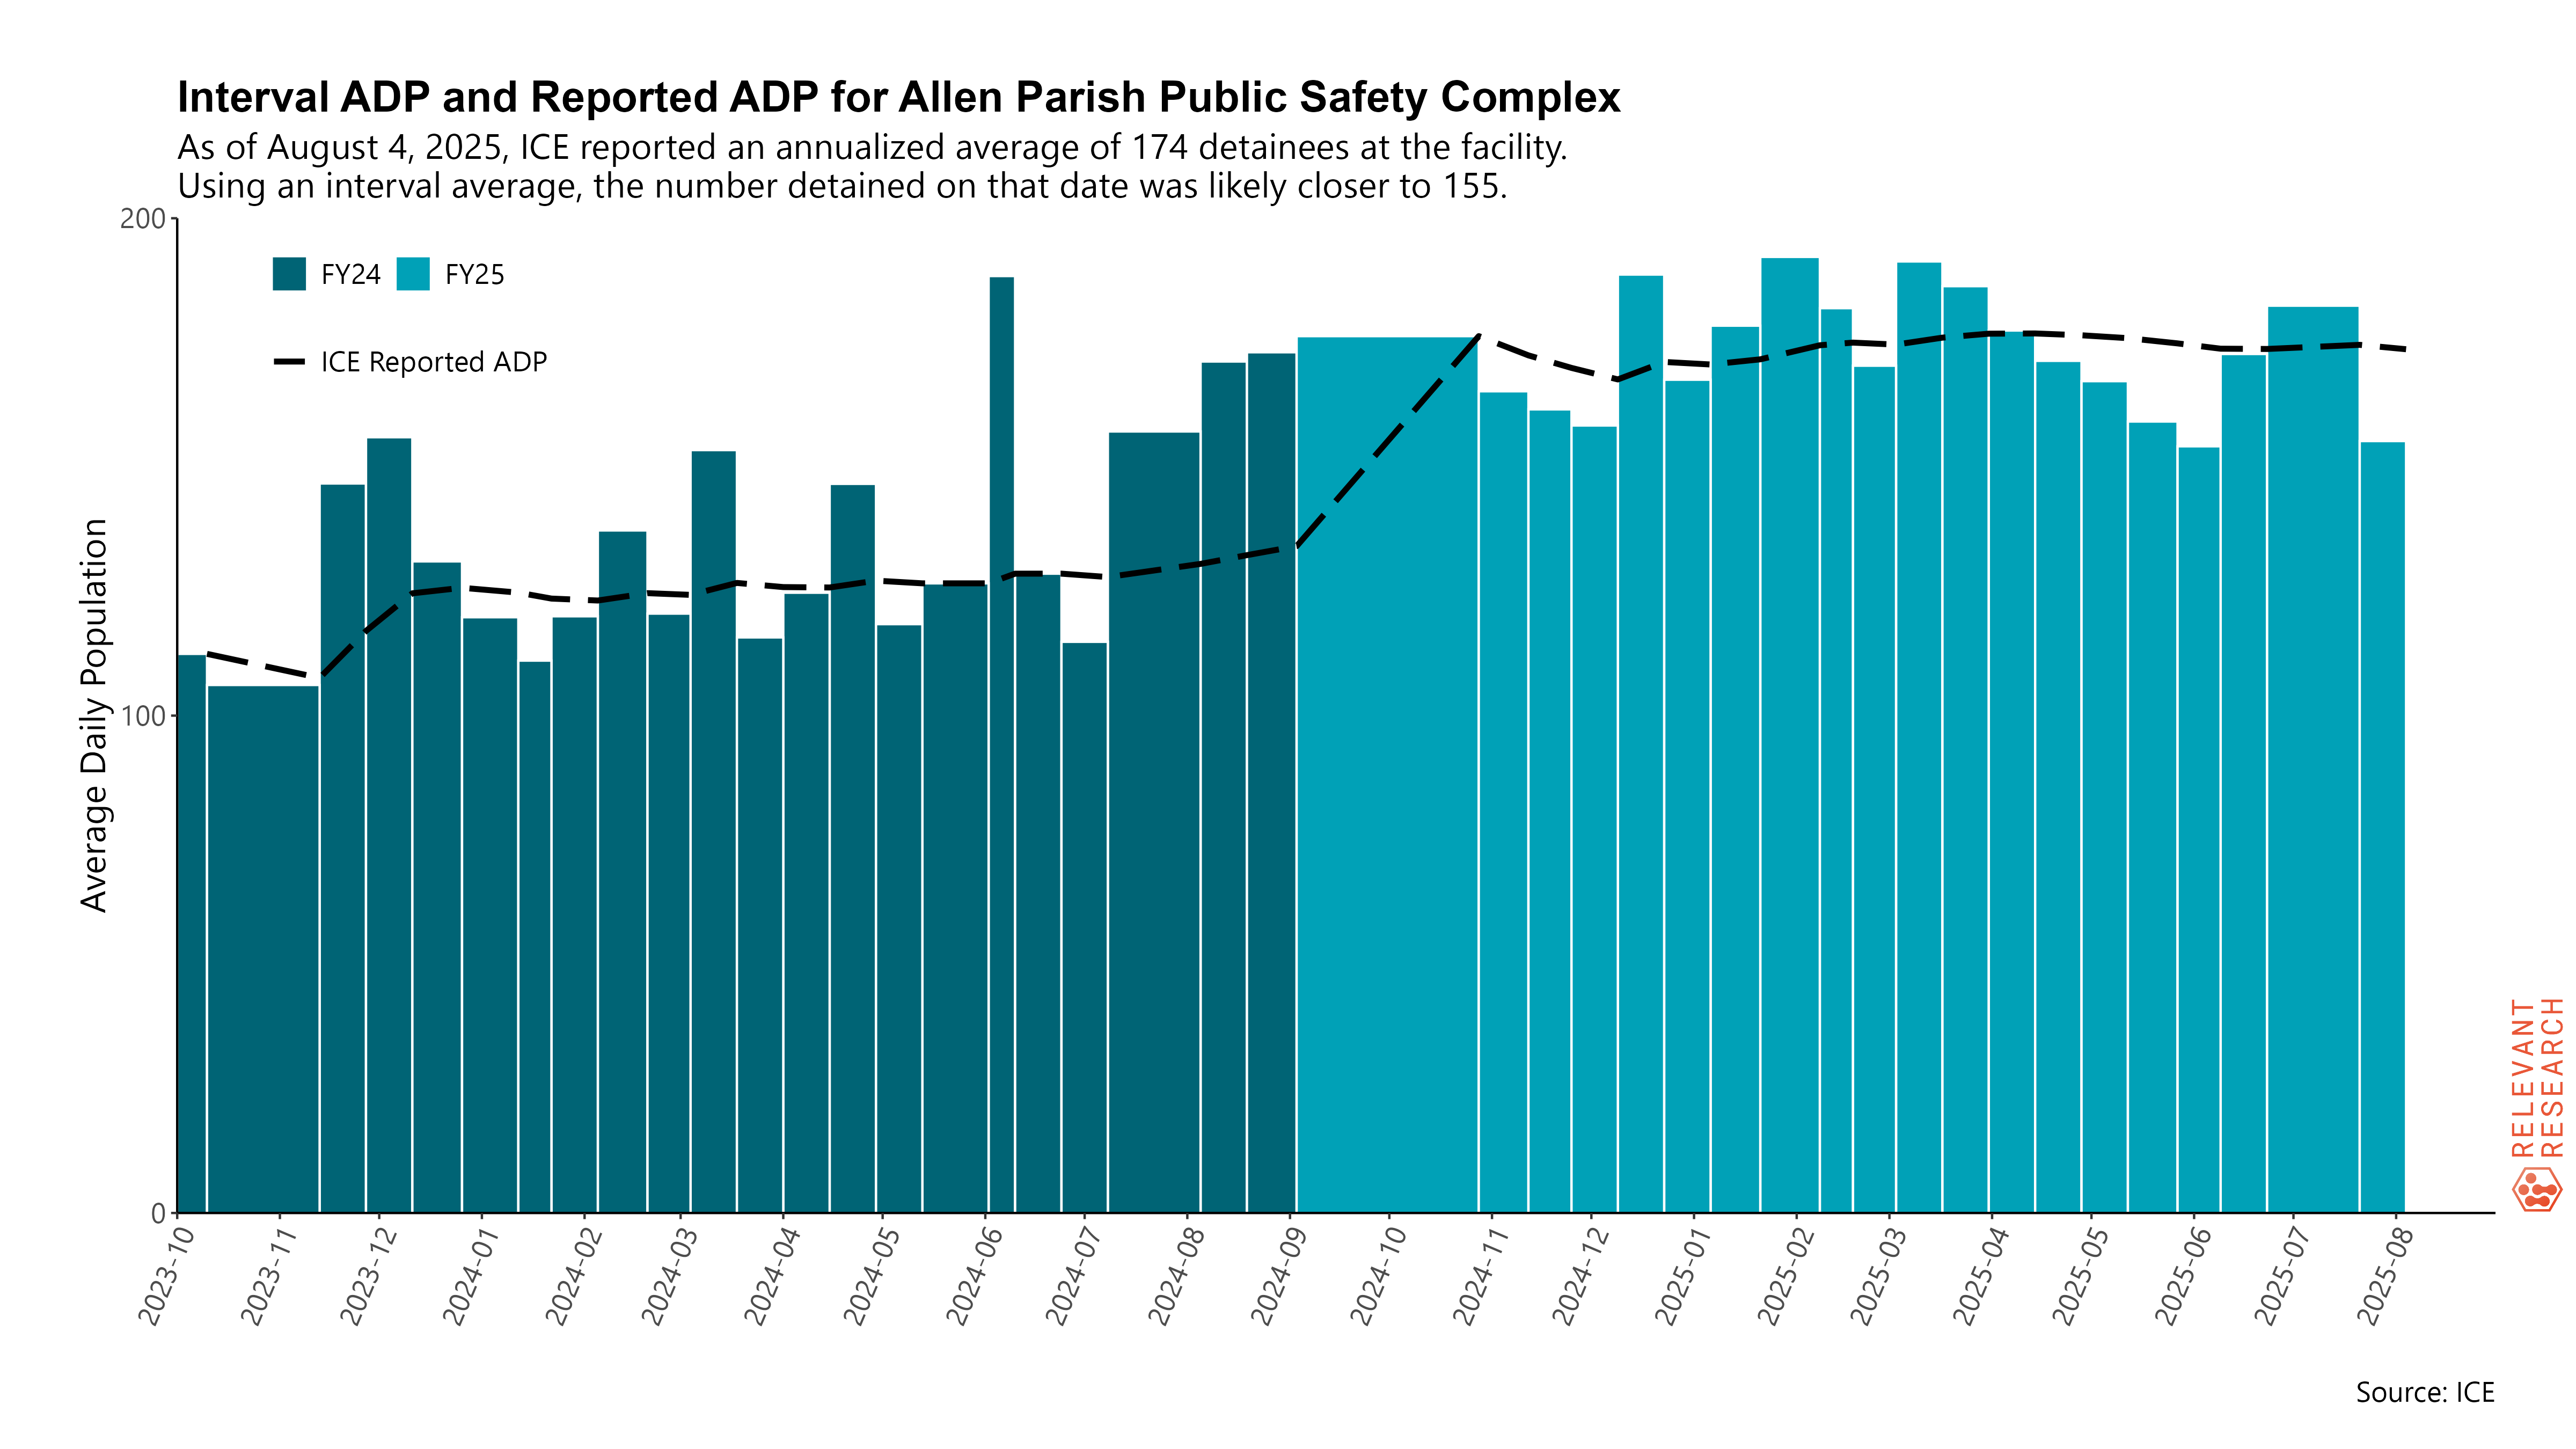 Interval ADP and Reported ADP for Allen Parish Public Safety Complex
As of August 4, 2025, ICE reported an annualized average of 174 detainees at the facility.
Using an interval average, the number detained on that date was likely closer to 155.
200
FY24 FY25
ICE Reported ADP
Average Daily Population
100
0
2023-10
2023-11
2023-12
2024-01
2024-02
2024-03
2024-04
2024-05
2024-06
2024-07
2024-08
2024-09
2024-10
2024-11
2024-12
2025-01
2025-02
2025-03
2025-04
2025-05
2025-06
2025-07
2025-08
RELEVANT
RESEARCH
Source: ICE